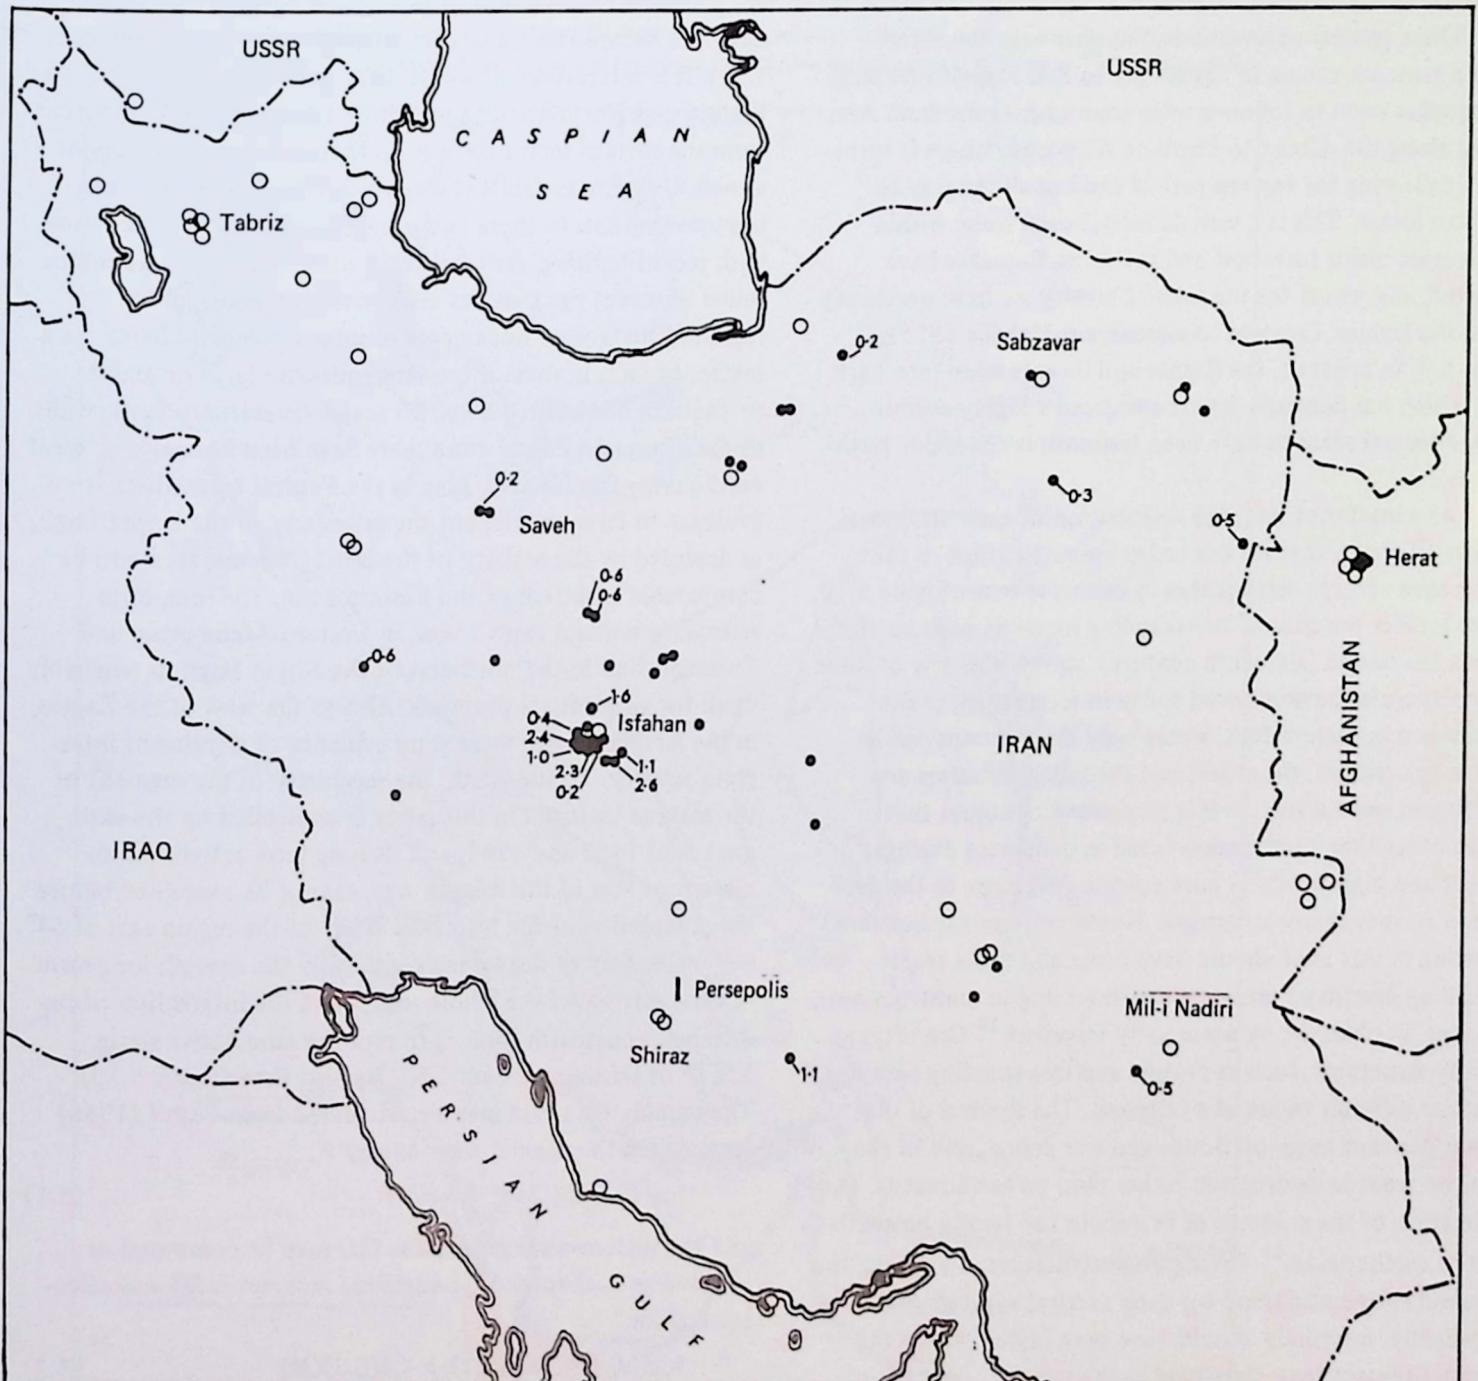 USSR
USSR
CASPIAN
SEA
Tabriz
0·2
Sabzavar
0·2
Saveh
0·3
0·5
Herat
0·6
0·6
0·6
1·6
0·4
Isfahan
2·4
1·0
1·1
2·3
2·6
0·2
IRAN
AFGHANISTAN
IRAQ
Persepolis
Mil-i Nadiri
Shiraz
1·1
0·5
PERSIAN
GULF